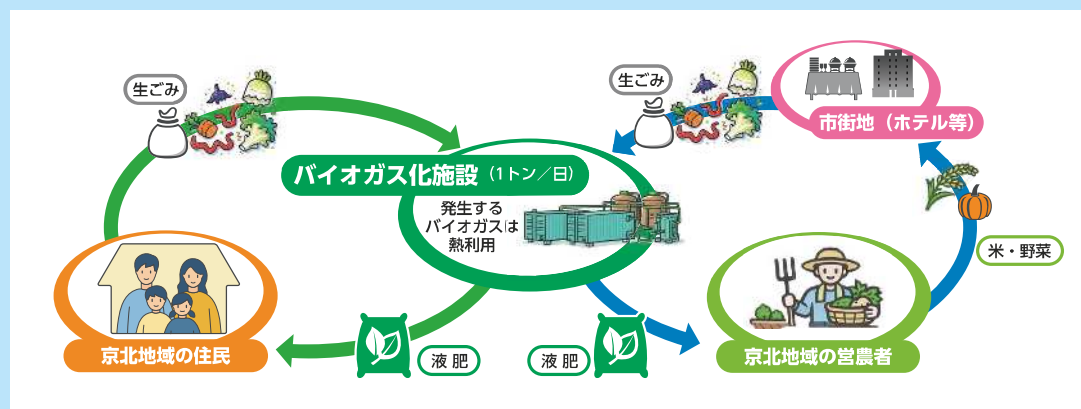 生ごみ
生ごみ
市街地（ホテル等）
バイオガス化施設（1トン／日）
発生する
バイオガスは
熱利用
米・野菜
京北地域の住民
液肥
液肥
京北地域の営農者